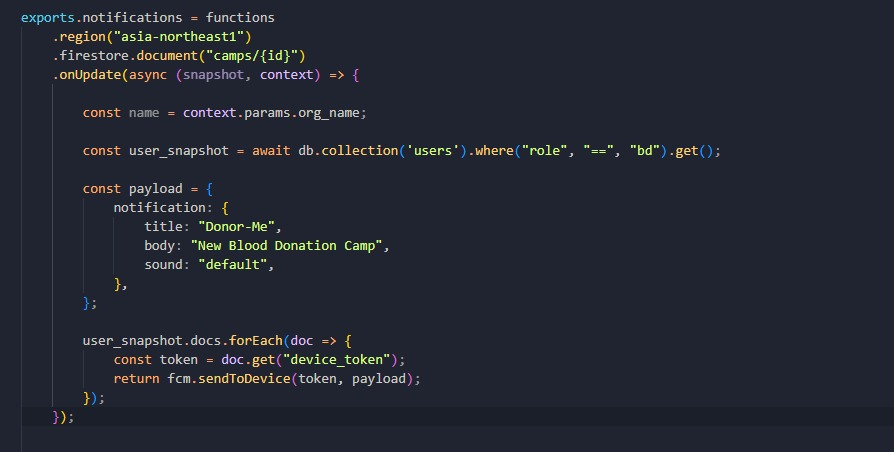 exports.notifications = functions
.region("asia-northeast1")
.firestore.document("camps/{id}")
.onUpdate(async (snapshot, context) => {
const name = context.params.org_name;
const user_snapshot = await db.collection('users').where("role", "==", "bd").get();
const payload = {
notification: {
title: "Donor-Me",
body: "New Blood Donation Camp",
sound: "default",
},
};
user_snapshot.docs.forEach(doc => {
const token = doc.get("device_token");
return fcm.sendToDevice(token, payload);
});
});